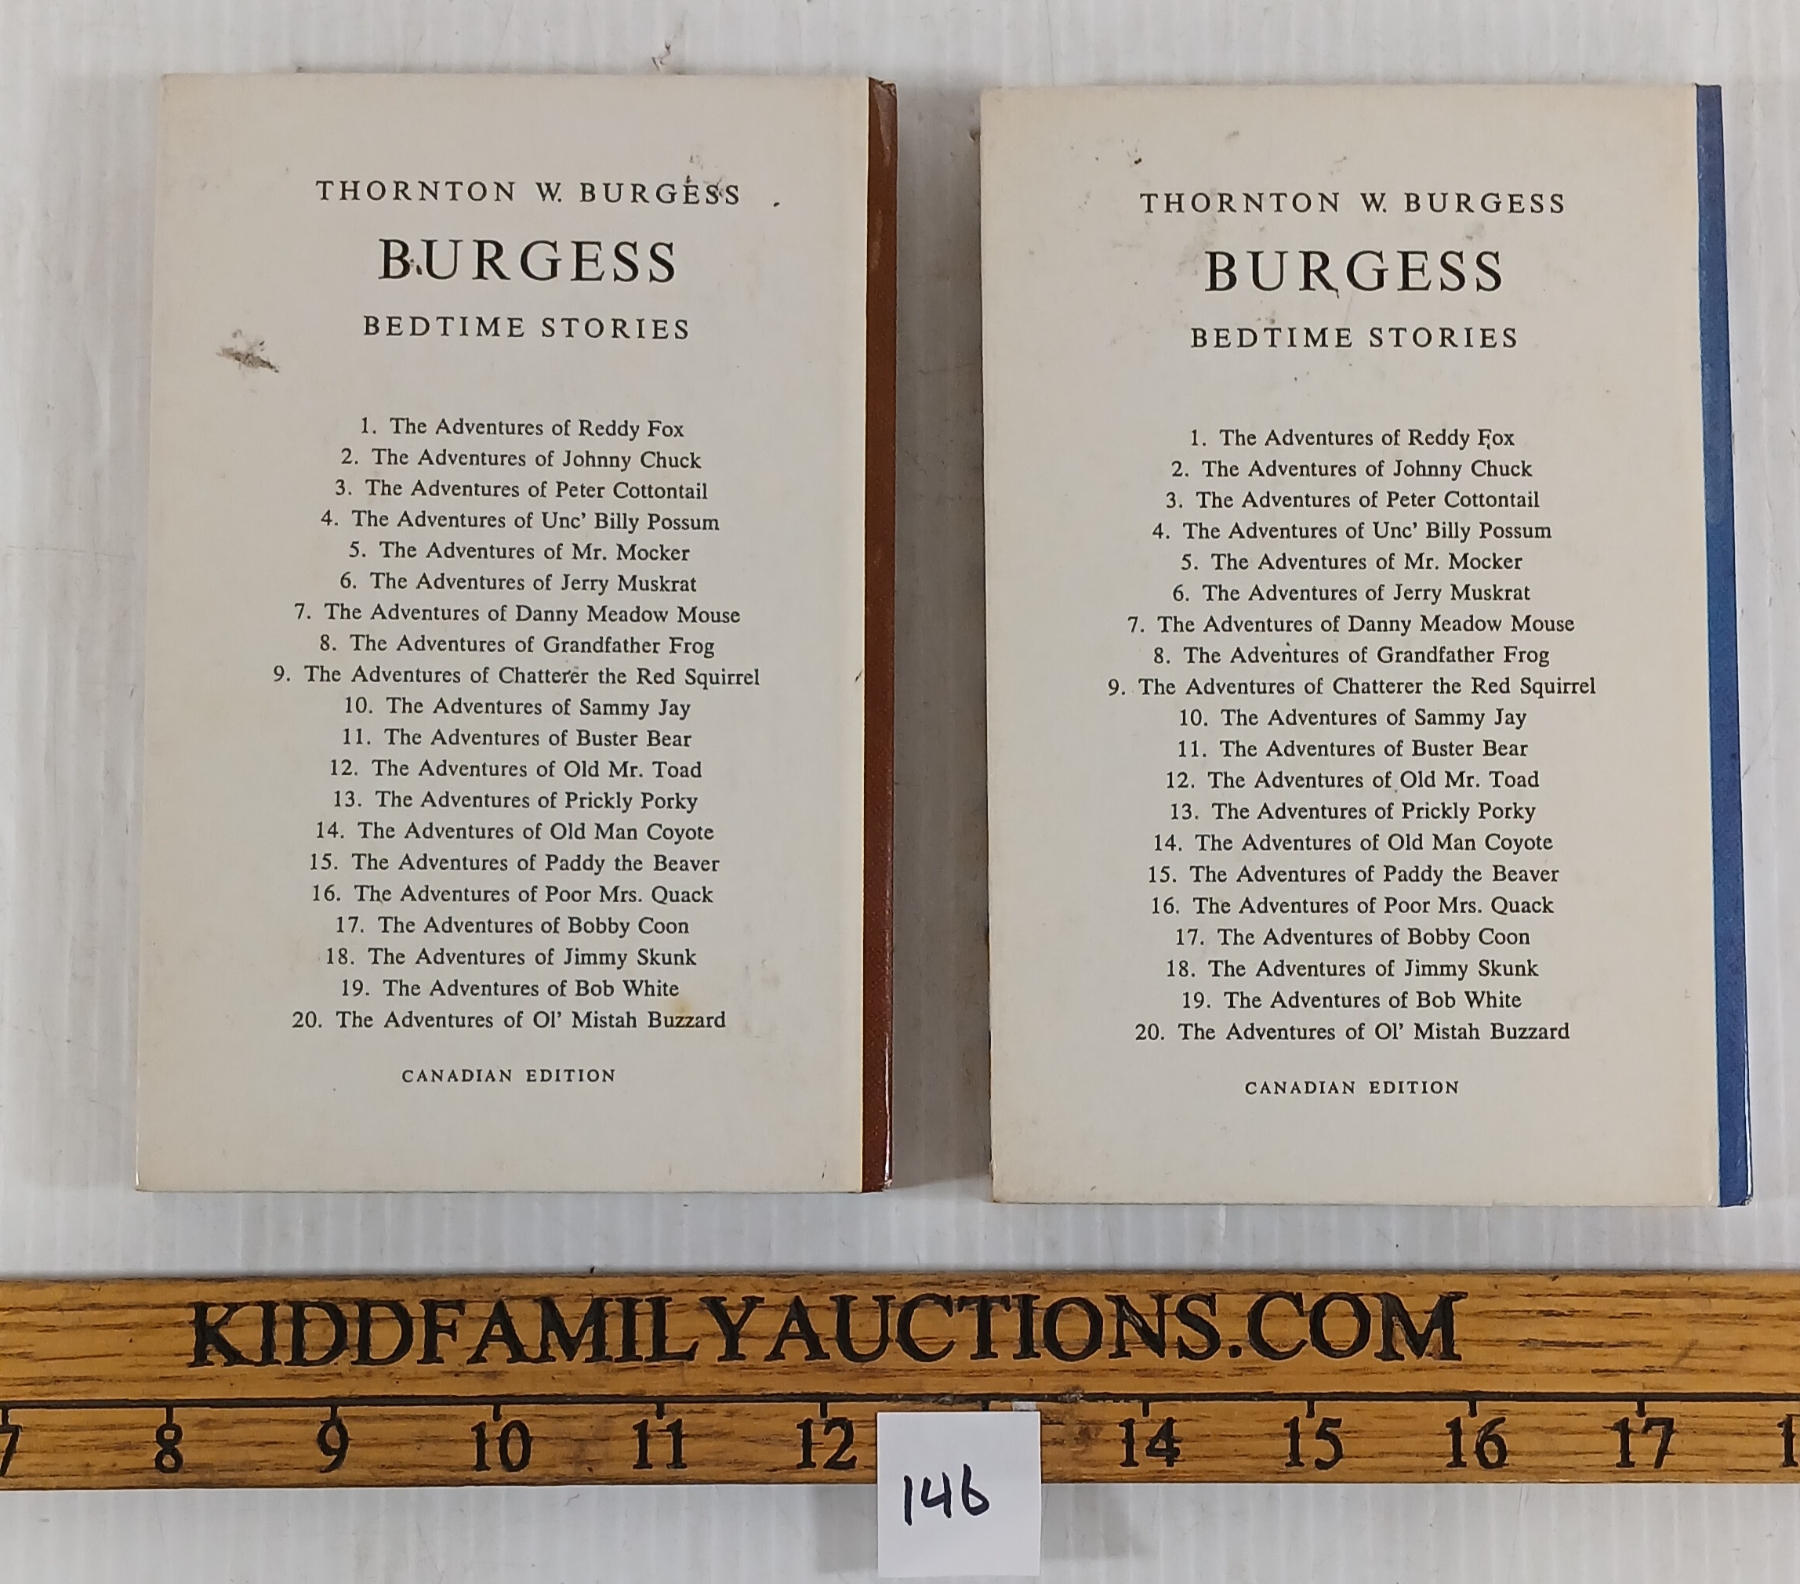 THORNTON W. BURGESS
BURGESS
BEDTIME STORIES
1. The Adventures of Reddy Fox
2. The Adventures of Johnny Chuck
3. The Adventures of Peter Cottontail
4. The Adventures of Unc' Billy Possum
5. The Adventures of Mr. Mocker
6. The Adventures of Jerry Muskrat
7. The Adventures of Danny Meadow Mouse
8. The Adventures of Grandfather Frog
9. The Adventures of Chatterer the Red Squirrel
10. The Adventures of Sammy Jay
11. The Adventures of Buster Bear
12. The Adventures of Old Mr. Toad
13. The Adventures of Prickly Porky
14. The Adventures of Old Man Coyote
15. The Adventures of Paddy the Beaver
16. The Adventures of Poor Mrs. Quack
17. The Adventures of Bobby Coon
18. The Adventures of Jimmy Skunk
19. The Adventures of Bob White
20. The Adventures of Ol' Mistah Buzzard
CANADIAN EDITION
THORNTON W. BURGESS
BURGESS
BEDTIME STORIES
1. The Adventures of Reddy Fox
2. The Adventures of Johnny Chuck
3. The Adventures of Peter Cottontail
4. The Adventures of Unc' Billy Possum
5. The Adventures of Mr. Mocker
6. The Adventures of Jerry Muskrat
7. The Adventures of Danny Meadow Mouse
8. The Adventures of Grandfather Frog
9. The Adventures of Chatterer the Red Squirrel
10. The Adventures of Sammy Jay
11. The Adventures of Buster Bear
12. The Adventures of Old Mr. Toad
13. The Adventures of Prickly Porky
14. The Adventures of Old Man Coyote
15. The Adventures of Paddy the Beaver
16. The Adventures of Poor Mrs. Quack
17. The Adventures of Bobby Coon
18. The Adventures of Jimmy Skunk
19. The Adventures of Bob White
20. The Adventures of Ol' Mistah Buzzard
CANADIAN EDITION
KIDDFAMILYAUCTIONS.COM
7 8 9 10 11 12 14 15 16 17
146